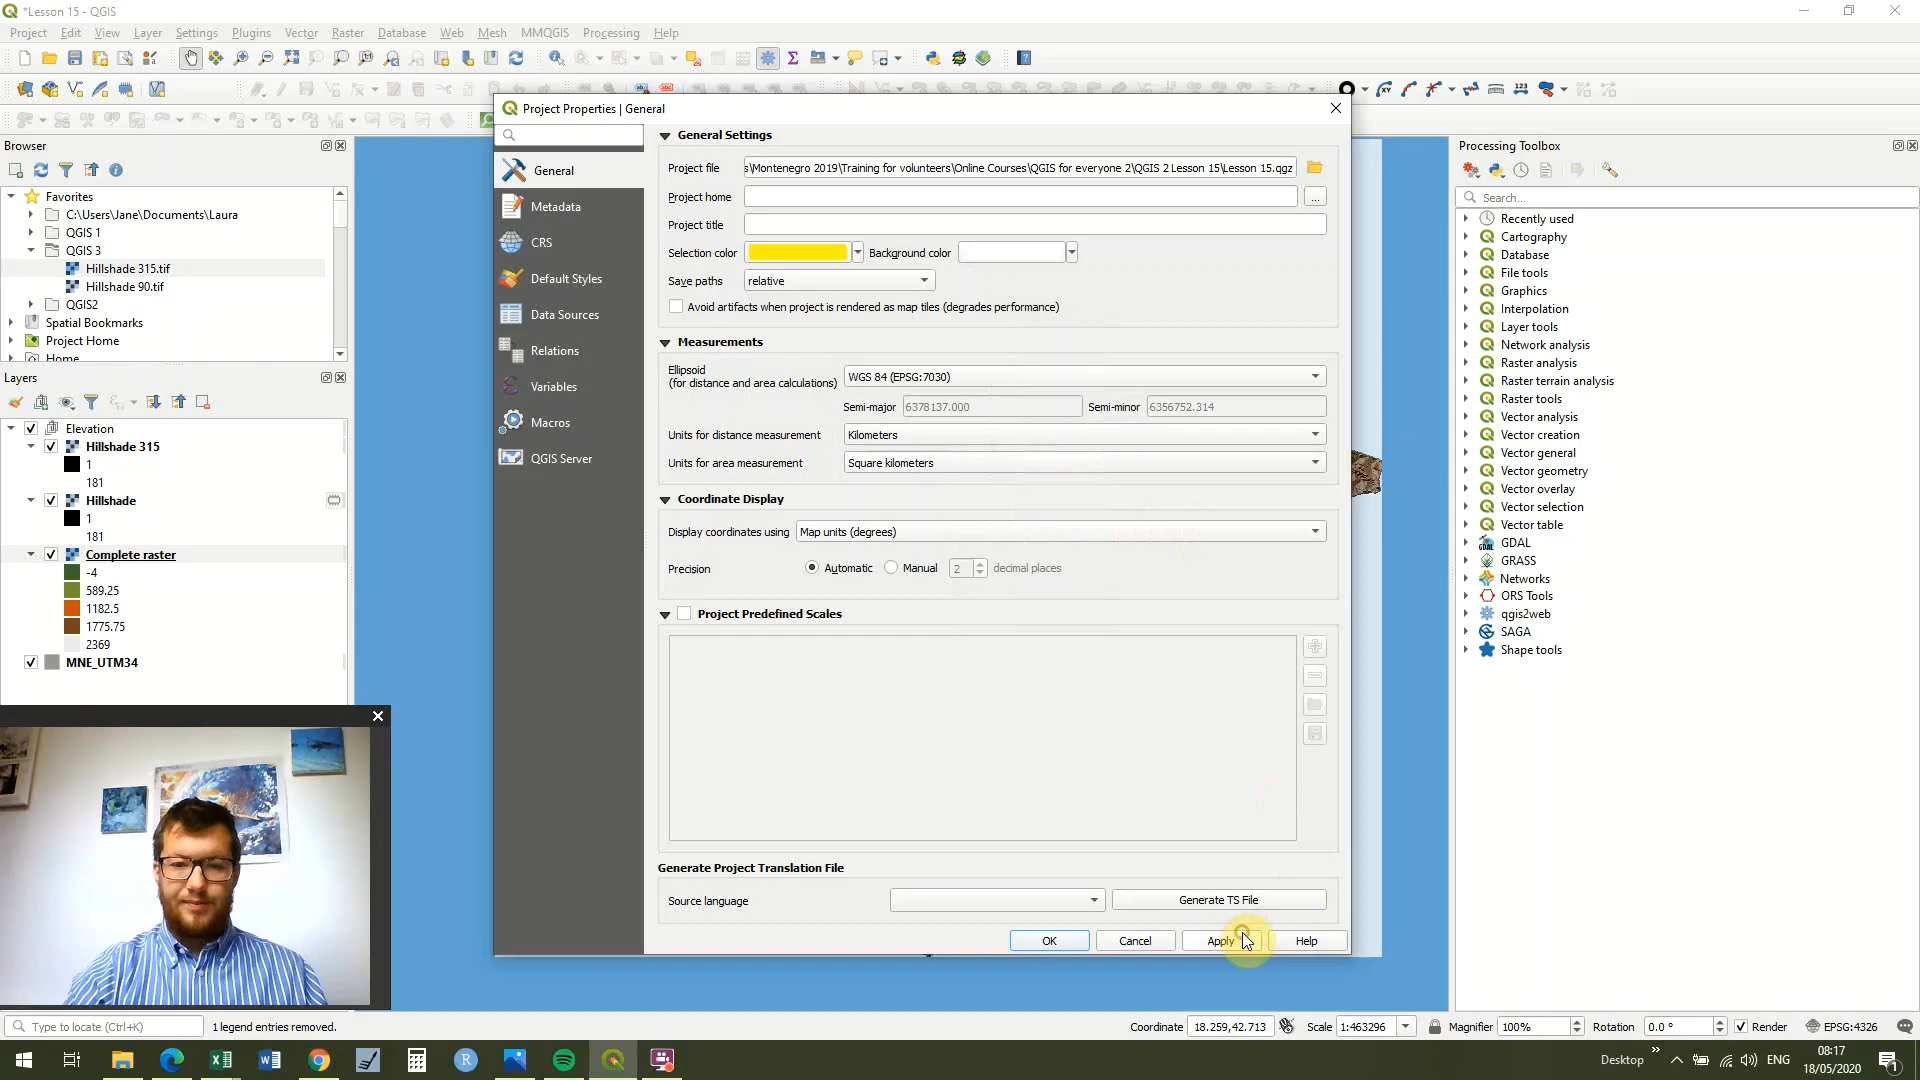 *Lesson 15 - QGIS
Project Edit View Layer Settings Plugins Vector Raster Database Web Mesh MMQGIS Processing Help
Browser
Favorites
C:\Users\Jane\Documents\Laura
QGIS 1
QGIS 3
Hillshade 315.tif
Hillshade 90.tif
QGIS2
Spatial Bookmarks
Project Home
Home
Layers
Elevation
Hillshade 315
1
181
Hillshade
1
181
Complete raster
-4
589.25
1182.5
1775.75
2369
MNE_UTM34
Project Properties | General
General
Metadata
CRS
Default Styles
Data Sources
Relations
Variables
Macros
QGIS Server
General Settings
Project file s\Montenegro 2019\Training for volunteers\Online Courses\QGIS for everyone 2\QGIS 2 Lesson 15\Lesson 15.qgz
Project home ...
Project title
Selection color Background color
Save paths relative
Avoid artifacts when project is rendered as map tiles (degrades performance)
Measurements
Ellipsoid
(for distance and area calculations) WGS 84 (EPSG:7030)
Semi-major 6378137.000 Semi-minor 6356752.314
Units for distance measurement Kilometers
Units for area measurement Square kilometers
Coordinate Display
Display coordinates using Map units (degrees)
Precision Automatic Manual 2 decimal places
Project Predefined Scales
Generate Project Translation File
Source language Generate TS File
OK Cancel Apply Help
Processing Toolbox
Search...
Recently used
Cartography
Database
File tools
Graphics
Interpolation
Layer tools
Network analysis
Raster analysis
Raster terrain analysis
Raster tools
Vector analysis
Vector creation
Vector general
Vector geometry
Vector overlay
Vector selection
Vector table
GDAL
GRASS
Networks
ORS Tools
qgis2web
SAGA
Shape tools
Type to locate (Ctrl+K) 1 legend entries removed. Coordinate 18.259,42.713 Scale 1:463296 Magnifier 100% Rotation 0.0 ° Render EPSG:4326
Desktop ENG 08:17
18/05/2020